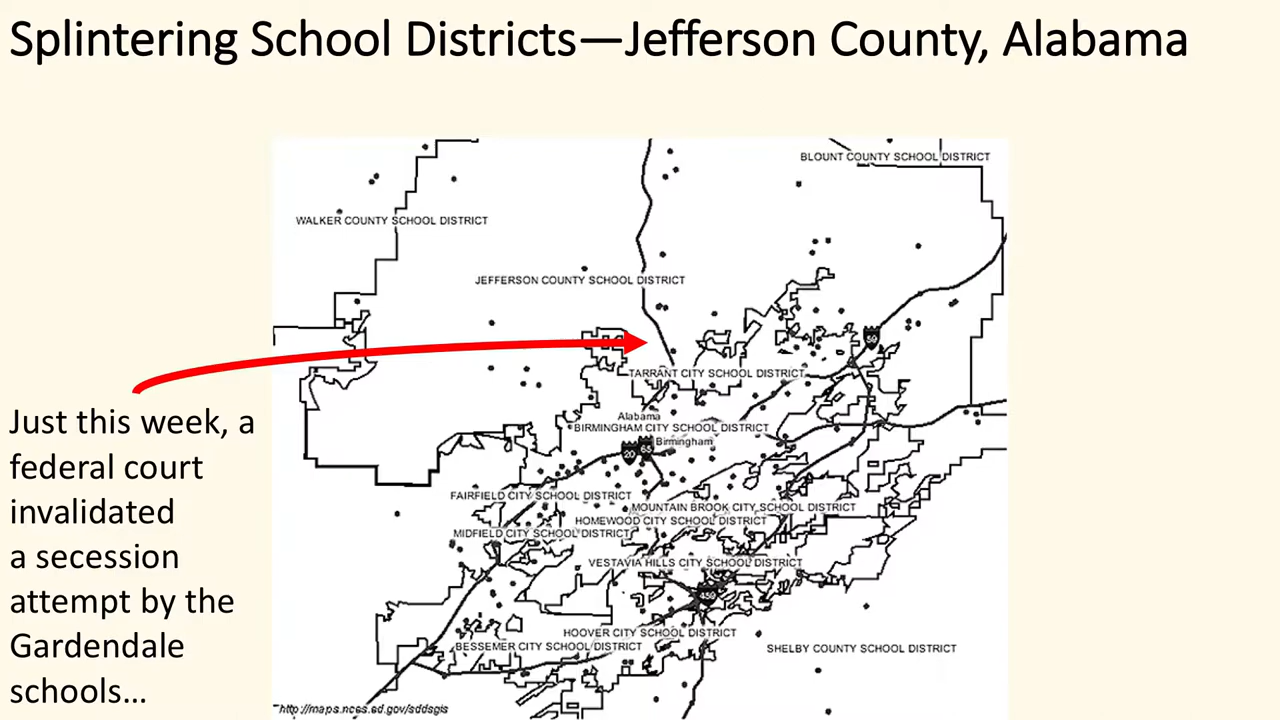 Splintering School Districts—Jefferson County, Alabama
BLOUNT COUNTY SCHOOL DISTRICT
WALKER COUNTY SCHOOL DISTRICT
JEFFERSON COUNTY SCHOOL DISTRICT
TARRANT CITY SCHOOL DISTRICT
Alabama
BIRMINGHAM CITY SCHOOL DISTRICT
Birmingham
20
65
FAIRFIELD CITY SCHOOL DISTRICT
MOUNTAIN BROOK CITY SCHOOL DISTRICT
HOMEWOOD CITY SCHOOL DISTRICT
MIDFIELD CITY SCHOOL DISTRICT
VESTAVIA HILLS CITY SCHOOL DISTRICT
459
HOOVER CITY SCHOOL DISTRICT
BESSEMER CITY SCHOOL DISTRICT
SHELBY COUNTY SCHOOL DISTRICT
http://maps.nces.ed.gov/sddsgis
Just this week, a
federal court
invalidated
a secession
attempt by the
Gardendale
schools…